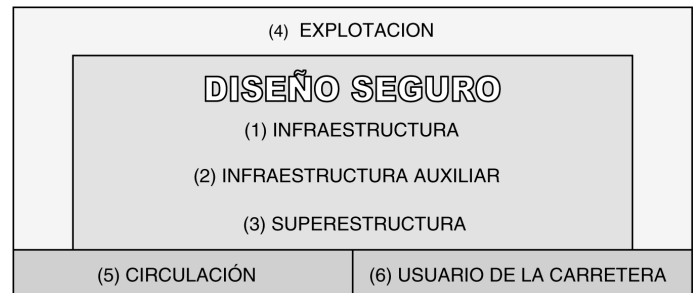 (4) EXPLOTACION
DISEÑO SEGURO
(1) INFRAESTRUCTURA
(2) INFRAESTRUCTURA AUXILIAR
(3) SUPERESTRUCTURA
(5) CIRCULACIÓN
(6) USUARIO DE LA CARRETERA